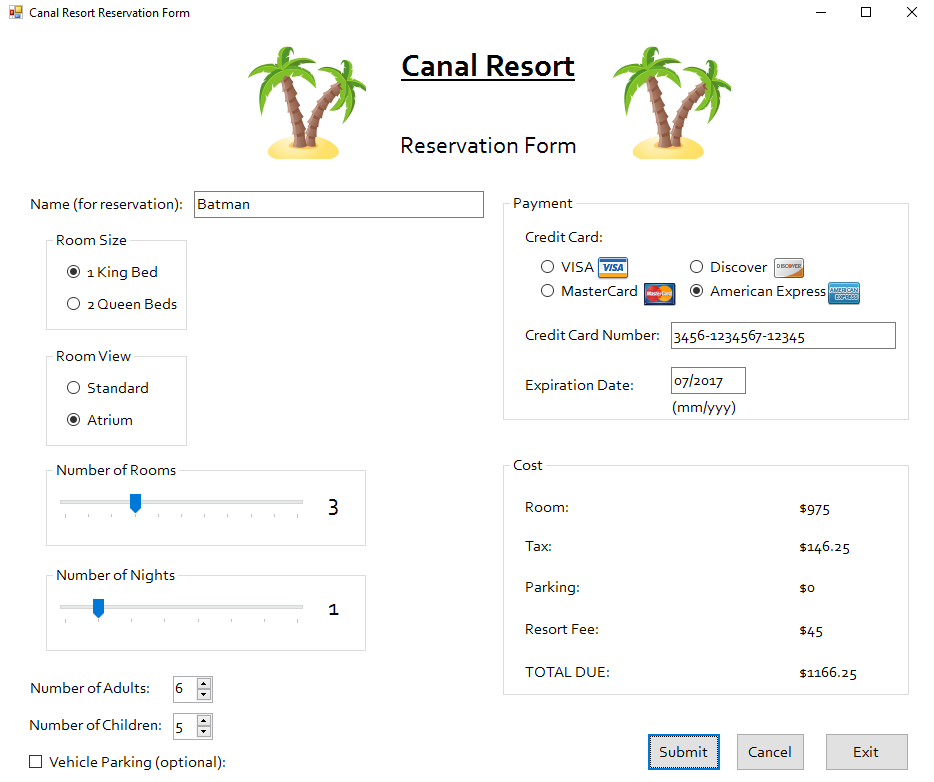 Canal Resort Reservation Form
Canal Resort
Reservation Form
Name (for reservation): Batman
Room Size
1 King Bed
2 Queen Beds
Room View
Standard
Atrium
Number of Rooms
3
Number of Nights
1
Number of Adults: 6
Number of Children: 5
Vehicle Parking (optional):
Payment
Credit Card:
VISA VISA
Discover DISCOVER
MasterCard MasterCard
American Express AMERICAN EXPRESS
Credit Card Number: 3456-1234567-12345
Expiration Date: 07/2017
(mm/yyy)
Cost
Room: $975
Tax: $146.25
Parking: $0
Resort Fee: $45
TOTAL DUE: $1166.25
Submit Cancel Exit